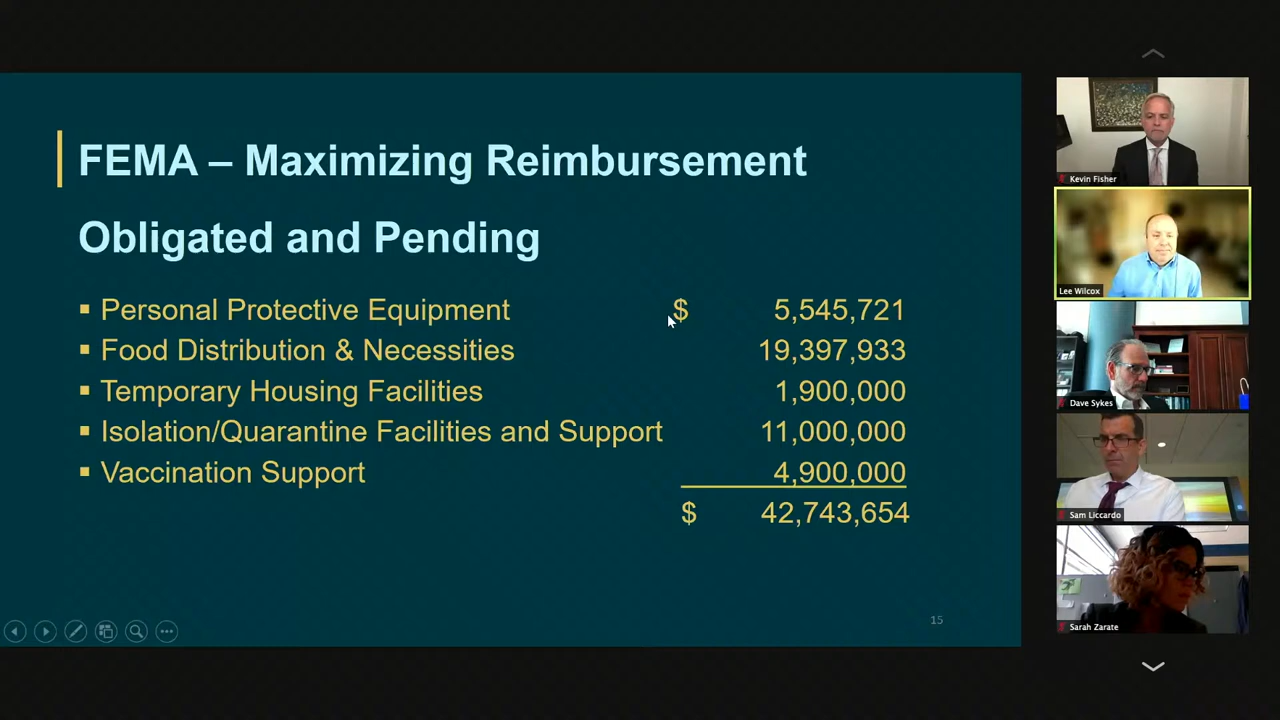 FEMA – Maximizing Reimbursement
Obligated and Pending
▪ Personal Protective Equipment $ 5,545,721
▪ Food Distribution & Necessities 19,397,933
▪ Temporary Housing Facilities 1,900,000
▪ Isolation/Quarantine Facilities and Support 11,000,000
▪ Vaccination Support 4,900,000
$ 42,743,654
15
Kevin Fisher
Lee Wilcox
Dave Sykes
Sam Liccardo
Sarah Zarate